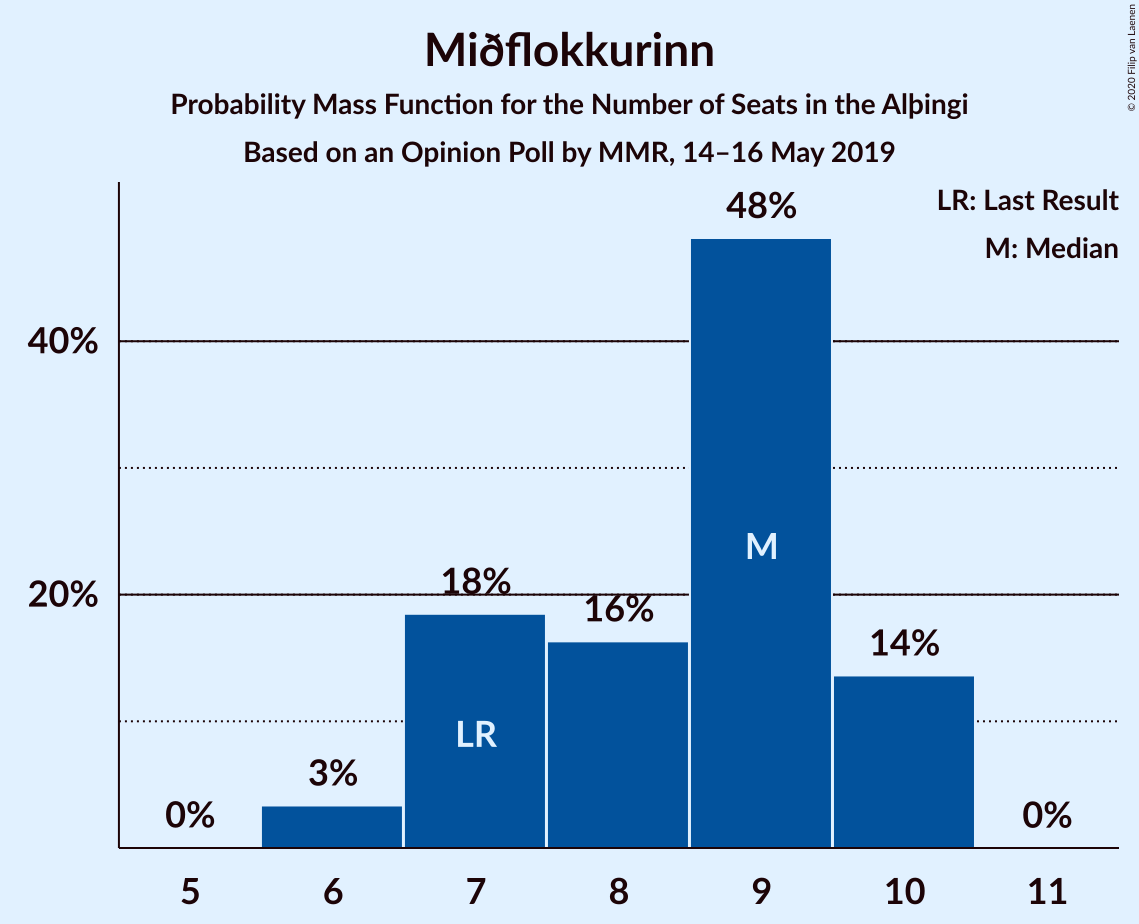 Miðflokkurinn
Probability Mass Function for the Number of Seats in the Alþingi
Based on an Opinion Poll by MMR, 14–16 May 2019
© 2020 Filip van Laenen
LR: Last Result
M: Median
48%
40%
M
18%
20%
16%
14%
LR
3%
0%
0%
5 6 7 8 9 10 11